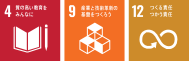 4 質の高い教育を
みんなに
9 産業と技術革新の
基盤をつくろう
12 つくる責任
つかう責任